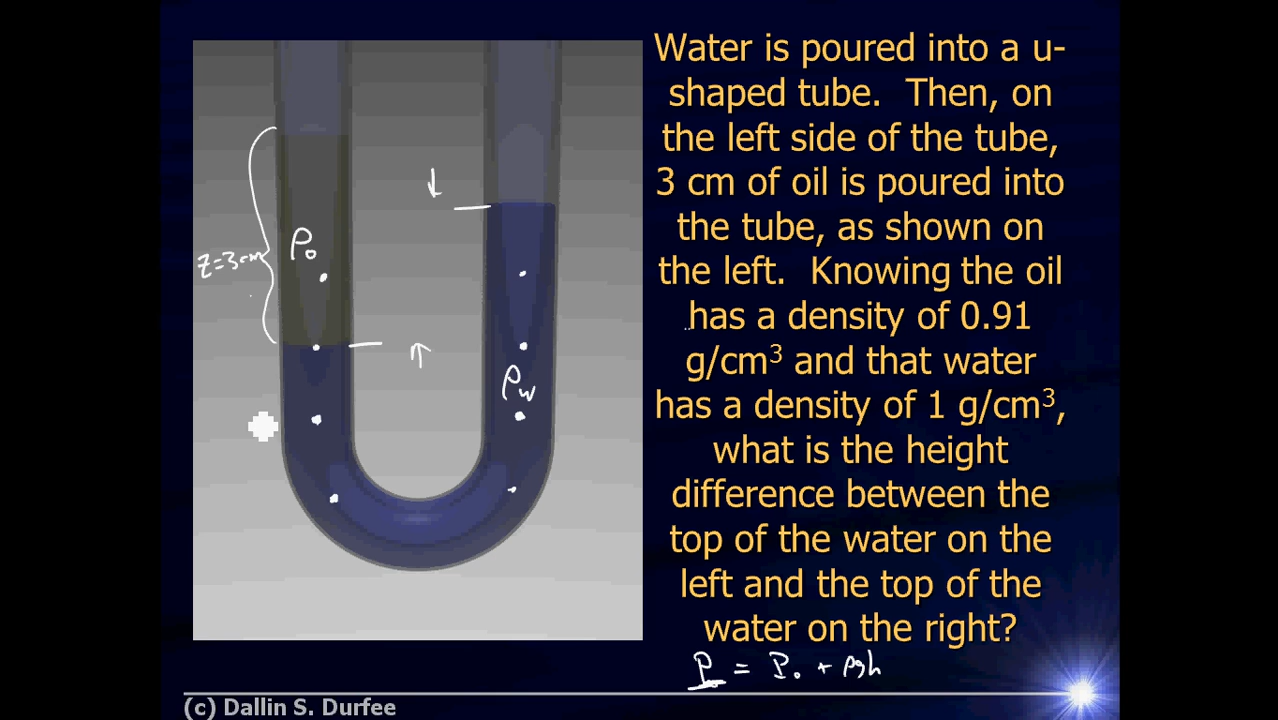 Water is poured into a u-
shaped tube. Then, on
the left side of the tube,
3 cm of oil is poured into
the tube, as shown on
the left. Knowing the oil
has a density of 0.91
g/cm³ and that water
has a density of 1 g/cm³,
what is the height
difference between the
top of the water on the
left and the top of the
water on the right?
ρ₀
z=3cm
ρw
P = P₀ + ρgh
(c) Dallin S. Durfee